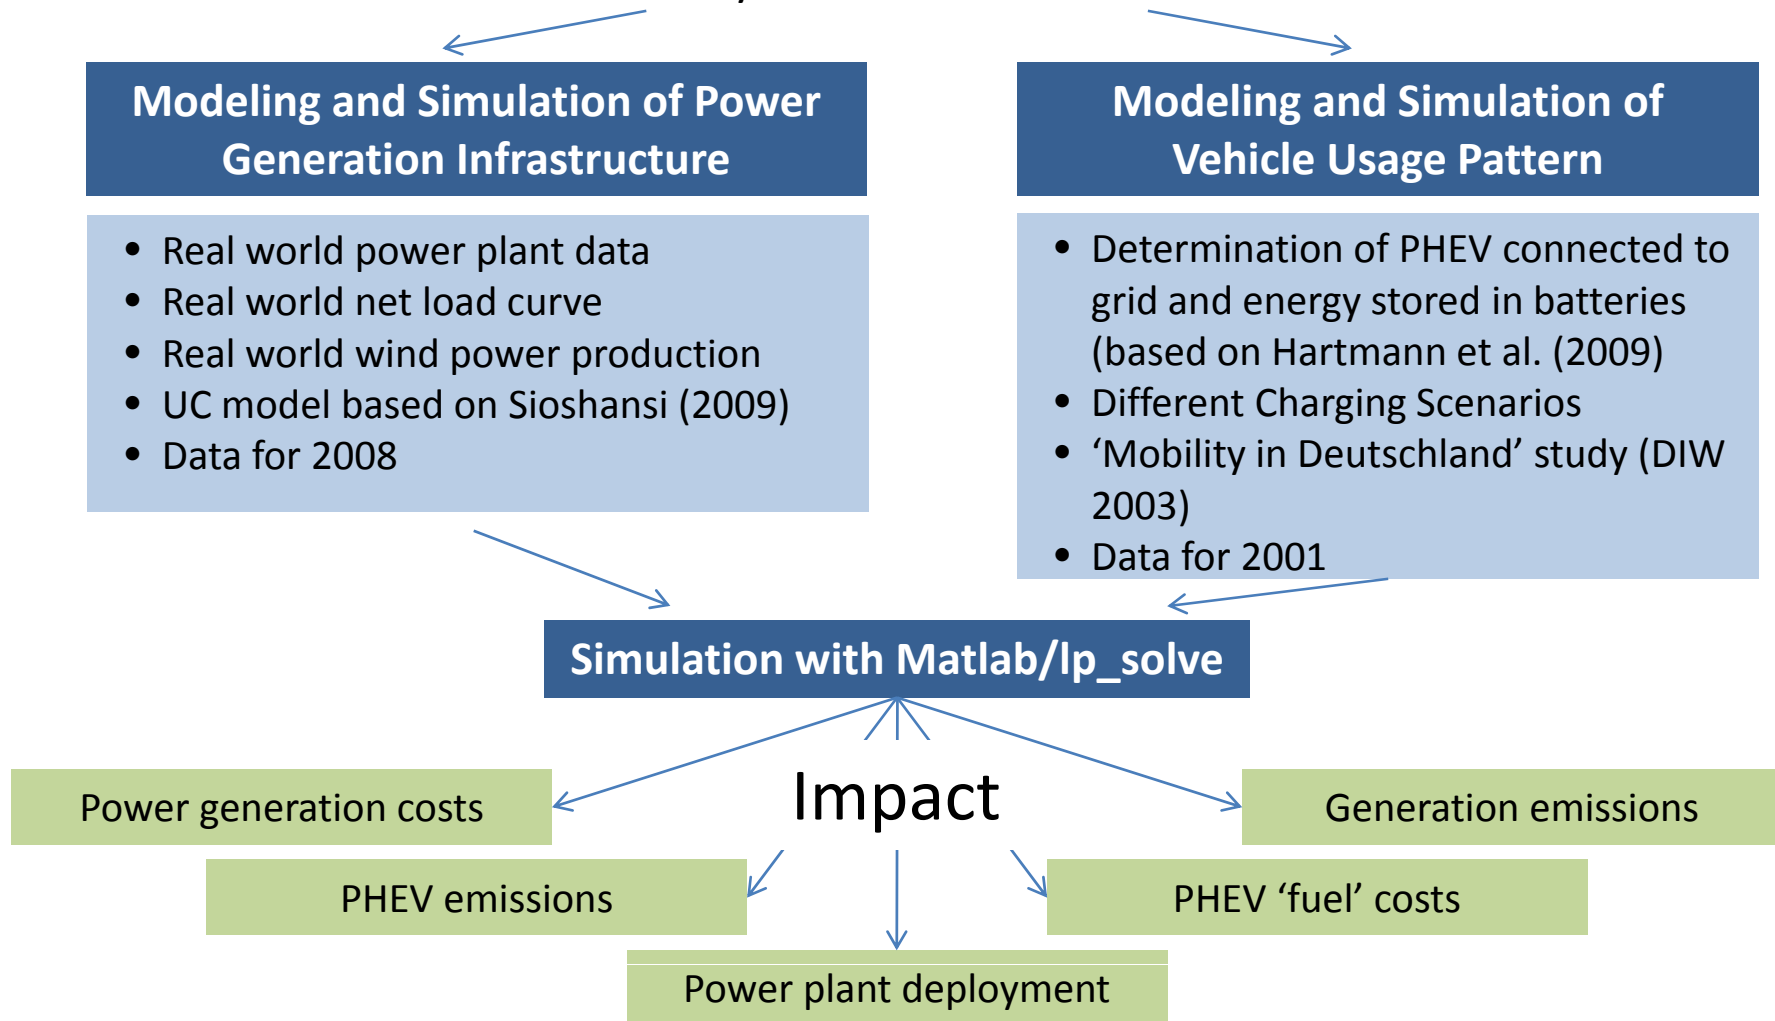 Modeling and Simulation of Power
Generation Infrastructure
• Real world power plant data
• Real world net load curve
• Real world wind power production
• UC model based on Sioshansi (2009)
• Data for 2008
Modeling and Simulation of
Vehicle Usage Pattern
• Determination of PHEV connected to
grid and energy stored in batteries
(based on Hartmann et al. (2009)
• Different Charging Scenarios
• ‘Mobility in Deutschland’ study (DIW
2003)
• Data for 2001
Simulation with Matlab/lp_solve
Impact
Power generation costs
Generation emissions
PHEV emissions
PHEV ‘fuel’ costs
Power plant deployment